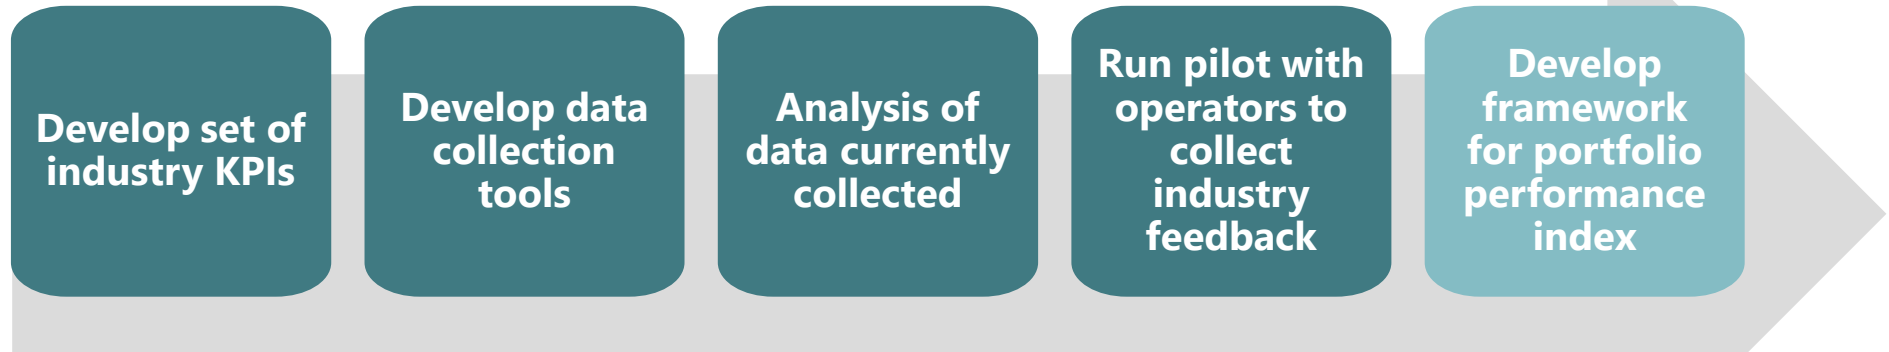 Develop set of
industry KPIs
Develop data
collection
tools
Analysis of
data currently
collected
Run pilot with
operators to
collect
industry
feedback
Develop
framework
for portfolio
performance
index